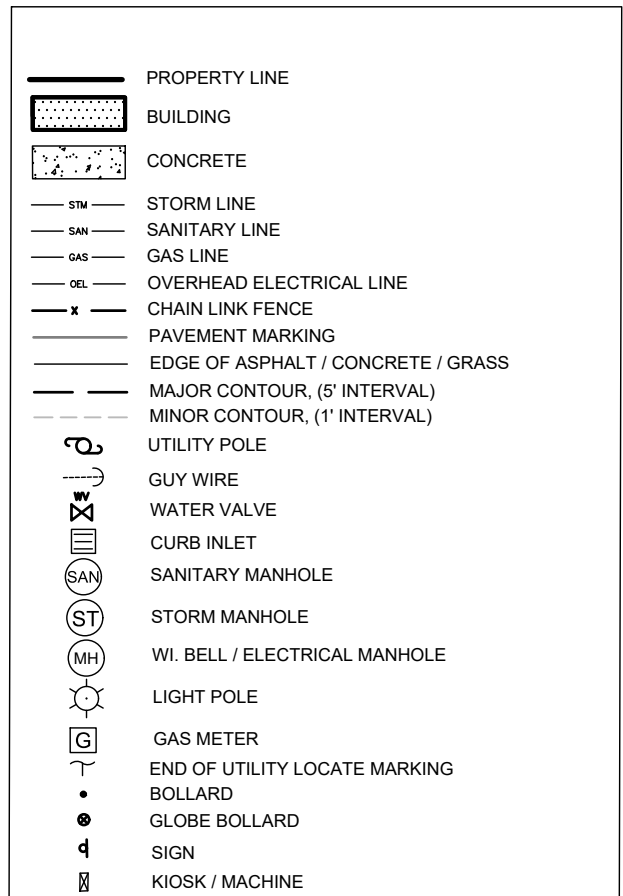 PROPERTY LINE
BUILDING
CONCRETE
STM STORM LINE
SAN SANITARY LINE
GAS GAS LINE
OEL OVERHEAD ELECTRICAL LINE
x CHAIN LINK FENCE
PAVEMENT MARKING
EDGE OF ASPHALT / CONCRETE / GRASS
MAJOR CONTOUR, (5' INTERVAL)
MINOR CONTOUR, (1' INTERVAL)
UTILITY POLE
GUY WIRE
WV
WATER VALVE
CURB INLET
SAN SANITARY MANHOLE
ST STORM MANHOLE
MH WI. BELL / ELECTRICAL MANHOLE
LIGHT POLE
G GAS METER
END OF UTILITY LOCATE MARKING
BOLLARD
GLOBE BOLLARD
SIGN
KIOSK / MACHINE